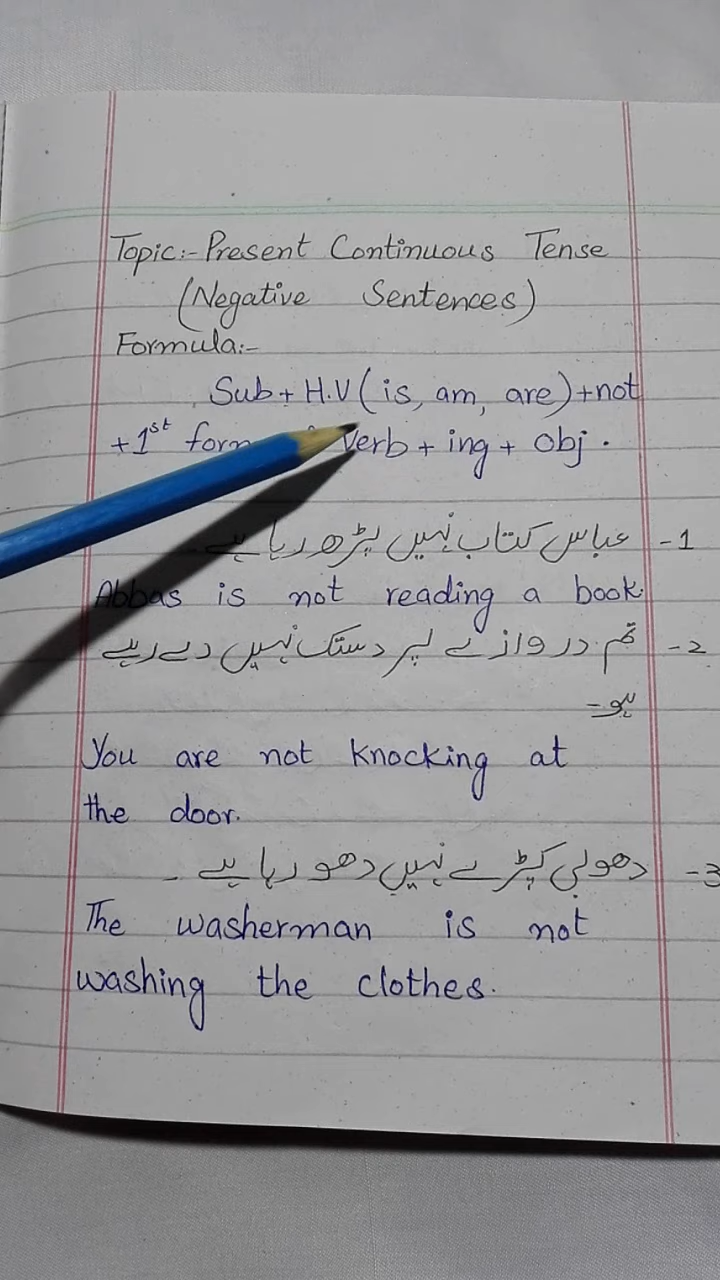 Topic:- Present Continuous Tense
(Negative Sentences)
Formula:-
Sub + H.V (is, am, are) + not
+ 1st form verb + ing + obj.
1- عباس کتاب نہیں پڑھ رہا ہے۔
Abbas is not reading a book.
2- تم دروازے پر دستک نہیں دے رہے
ہو-
You are not knocking at
the door.
3- دھوبی کپڑے نہیں دھو رہا ہے -
The washerman is not
washing the clothes.